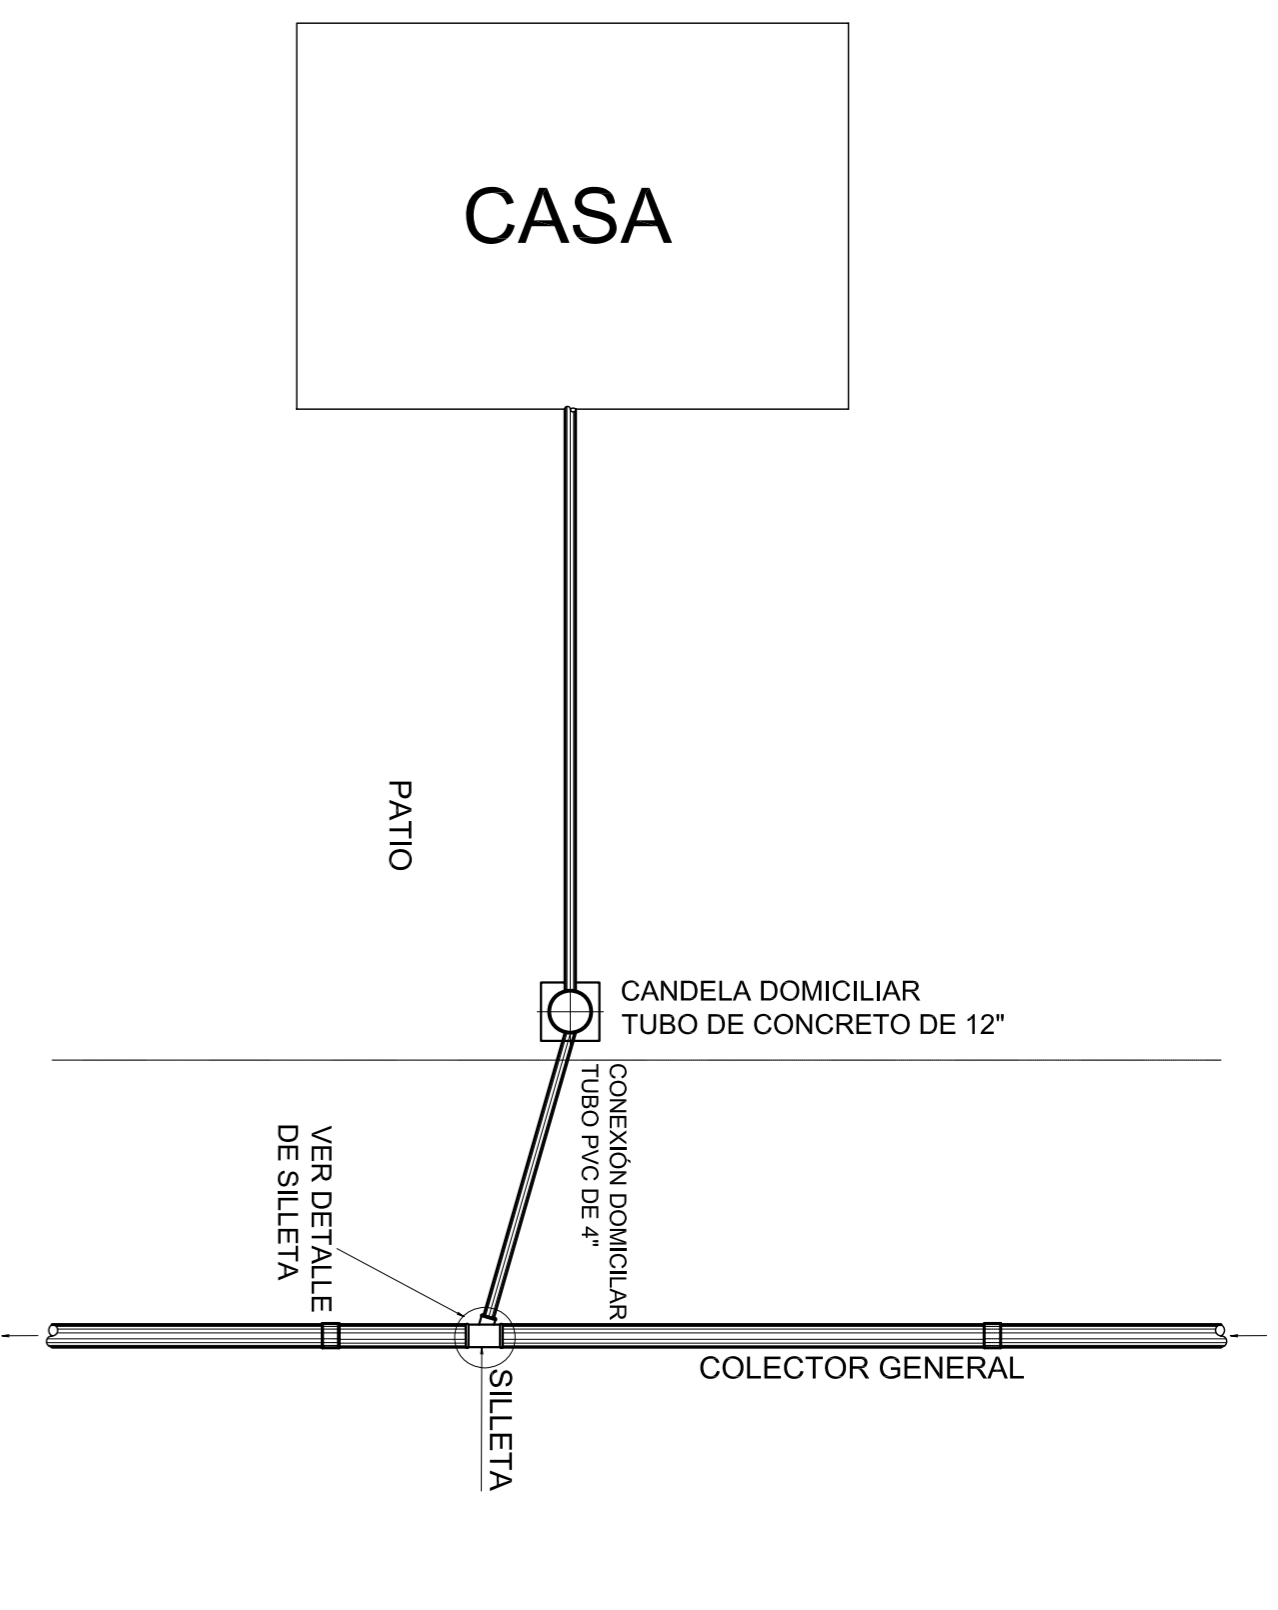 CASA
PATIO
CANDELA DOMICILIAR
TUBO DE CONCRETO DE 12"
CONEXIÓN DOMICILAR
TUBO PVC DE 4"
VER DETALLE
DE SILLETA
COLECTOR GENERAL
SILLETA